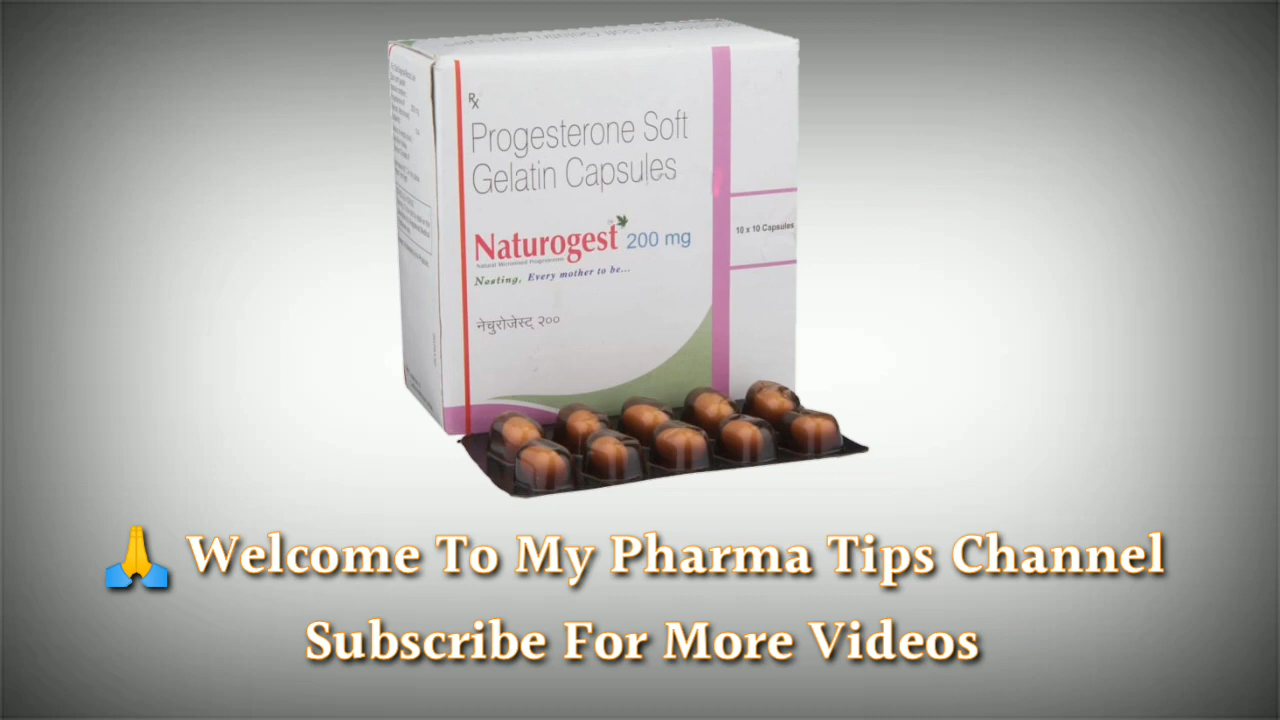 Rx
Progesterone Soft
Gelatin Capsules
Naturogest 200 mg
Natural Micronised Progesterone
Nesting, Every mother to be...
नेचुरोजेस्ट् २००
10 x 10 Capsules
🙏 Welcome To My Pharma Tips Channel
Subscribe For More Videos